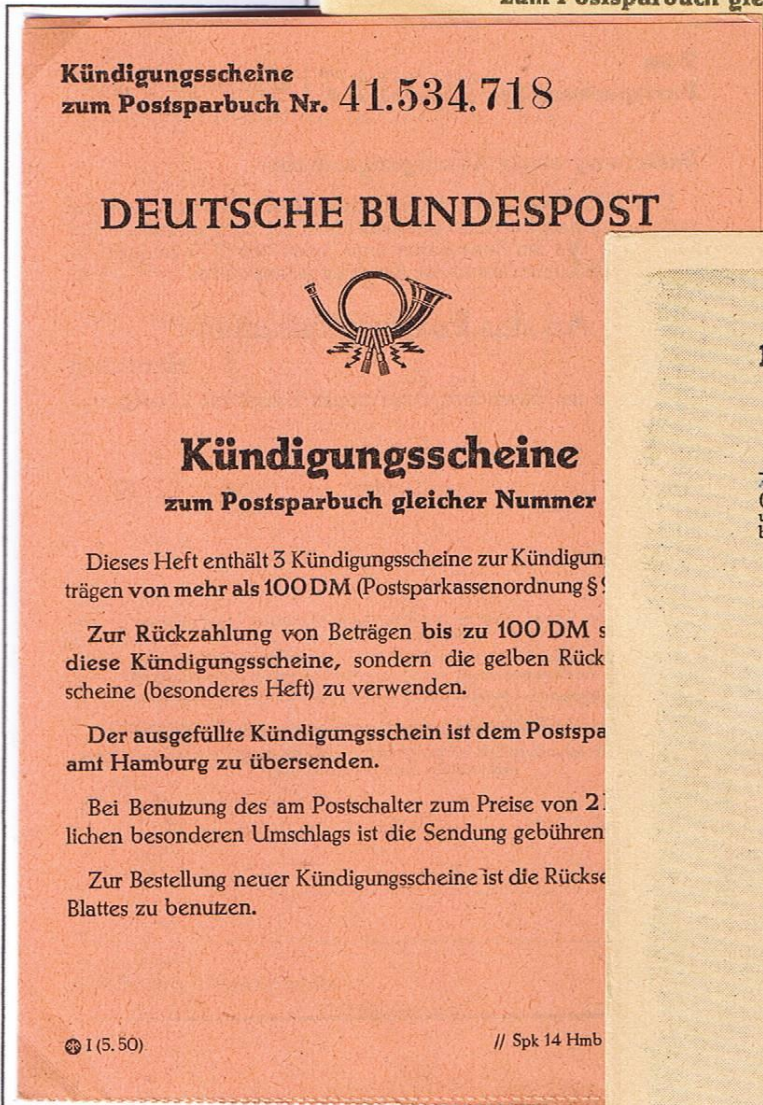 zum Postsparbuch
Kündigungsscheine
zum Postsparbuch Nr. 41.534.718
DEUTSCHE BUNDESPOST
Kündigungsscheine
zum Postsparbuch gleicher Nummer
Dieses Heft enthält 3 Kündigungsscheine zur Kündigun
trägen von mehr als 100 DM (Postsparkassenordnung §
Zur Rückzahlung von Beträgen bis zu 100 DM s
diese Kündigungsscheine, sondern die gelben Rück
scheine (besonderes Heft) zu verwenden.
Der ausgefüllte Kündigungsschein ist dem Postspa
amt Hamburg zu übersenden.
Bei Benutzung des am Postschalter zum Preise von 2
lichen besonderen Umschlags ist die Sendung gebühren
Zur Bestellung neuer Kündigungsscheine ist die Rückse
Blattes zu benutzen.
I (5. 50)
// Spk 14 Hmb